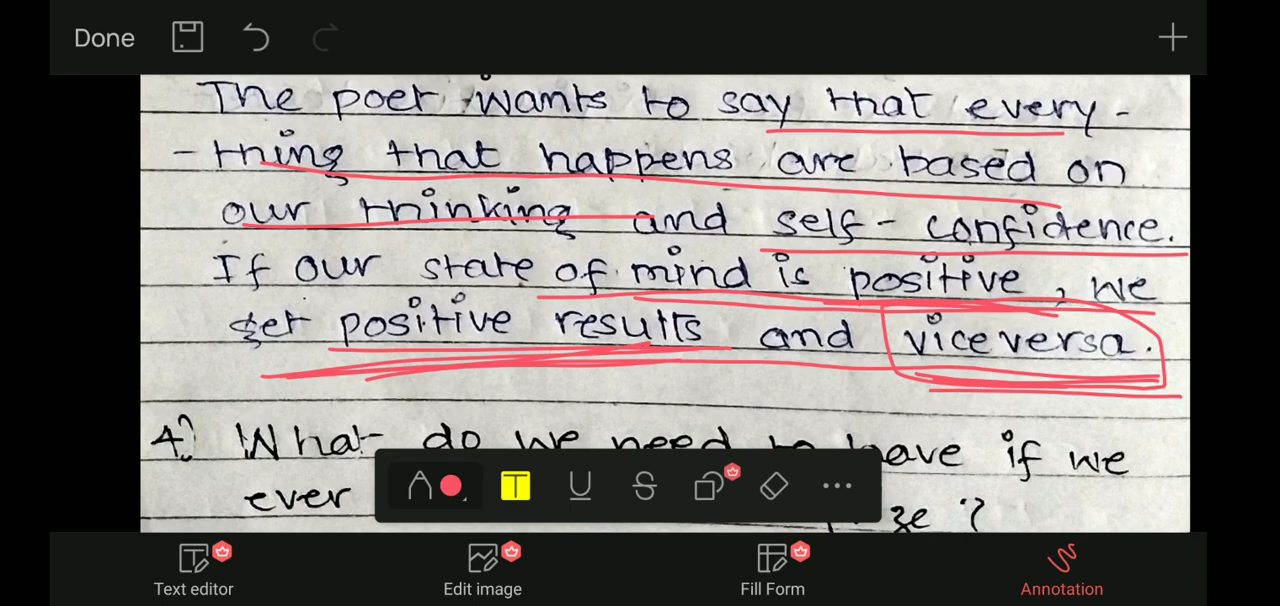 Done
The poet wants to say that every-
-thing that happens are based on
our thinking and self-confidence.
If our state of mind is positive, we
get positive results and viceversa.
4) What do we need to have if we
ever ze ?
T U S
Text editor Edit image Fill Form Annotation